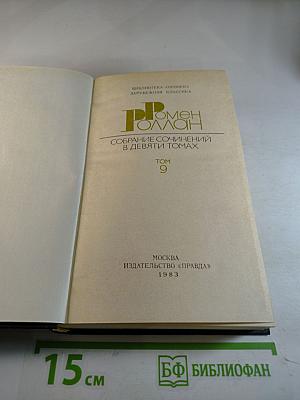 БИБЛИОТЕКА «ОГОНЕК»
ЗАРУБЕЖНАЯ КЛАССИКА
Ромен
Роллан
СОБРАНИЕ СОЧИНЕНИЙ
В ДЕВЯТИ ТОМАХ
ТОМ
9
МОСКВА
ИЗДАТЕЛЬСТВО «ПРАВДА»
1983
15 см
БФ БИБЛИОФАН